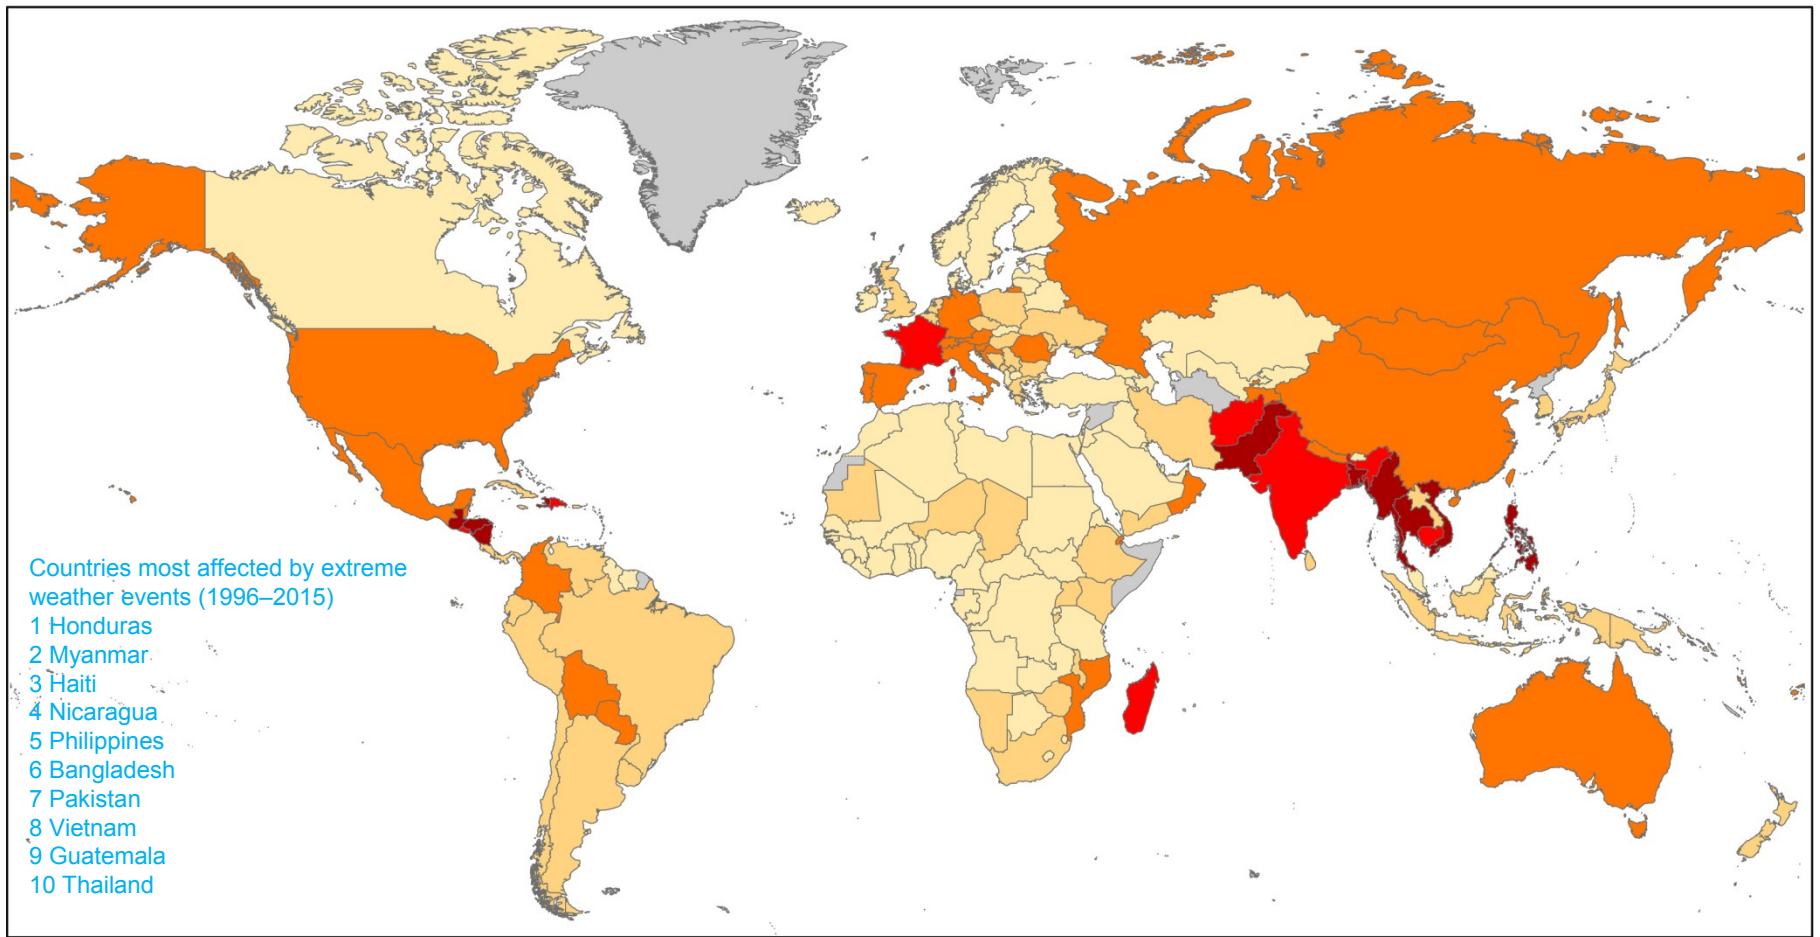 Countries most affected by extreme
weather events (1996–2015)
1 Honduras
2 Myanmar
3 Haiti
4 Nicaragua
5 Philippines
6 Bangladesh
7 Pakistan
8 Vietnam
9 Guatemala
10 Thailand